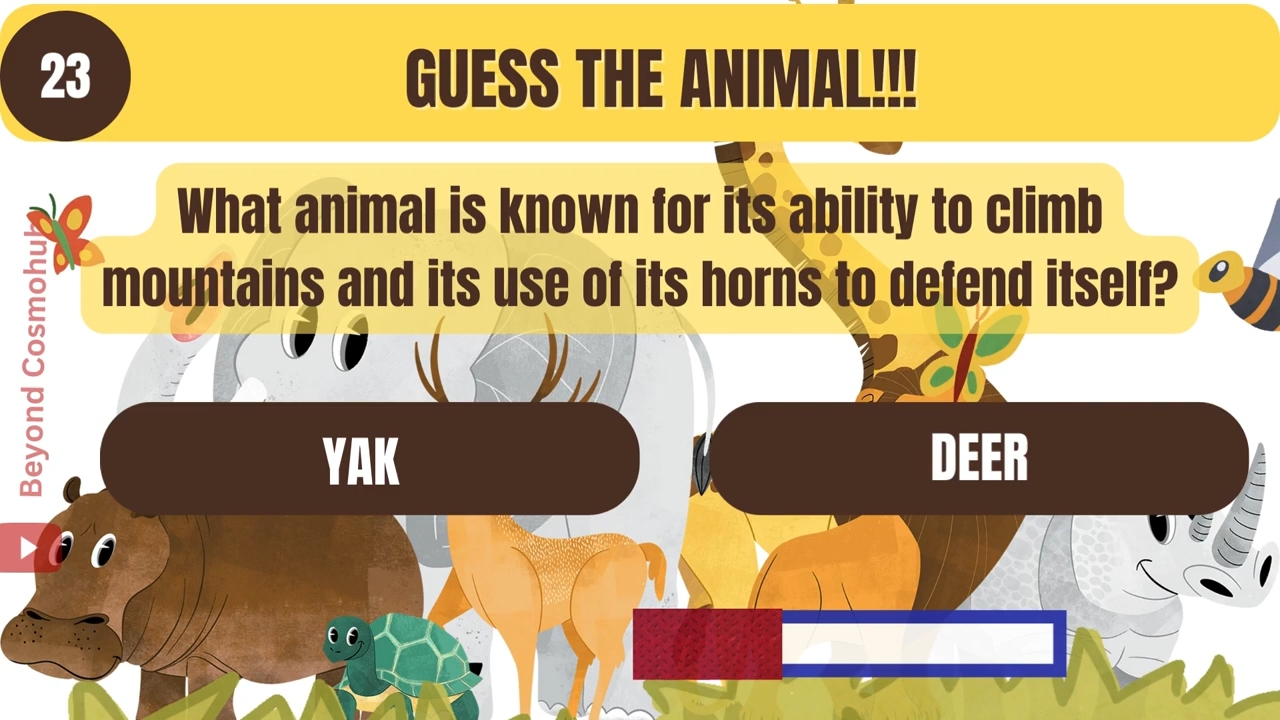 23
GUESS THE ANIMAL!!!
What animal is known for its ability to climb
mountains and its use of its horns to defend itself?
YAK
DEER
Beyond Cosmohub